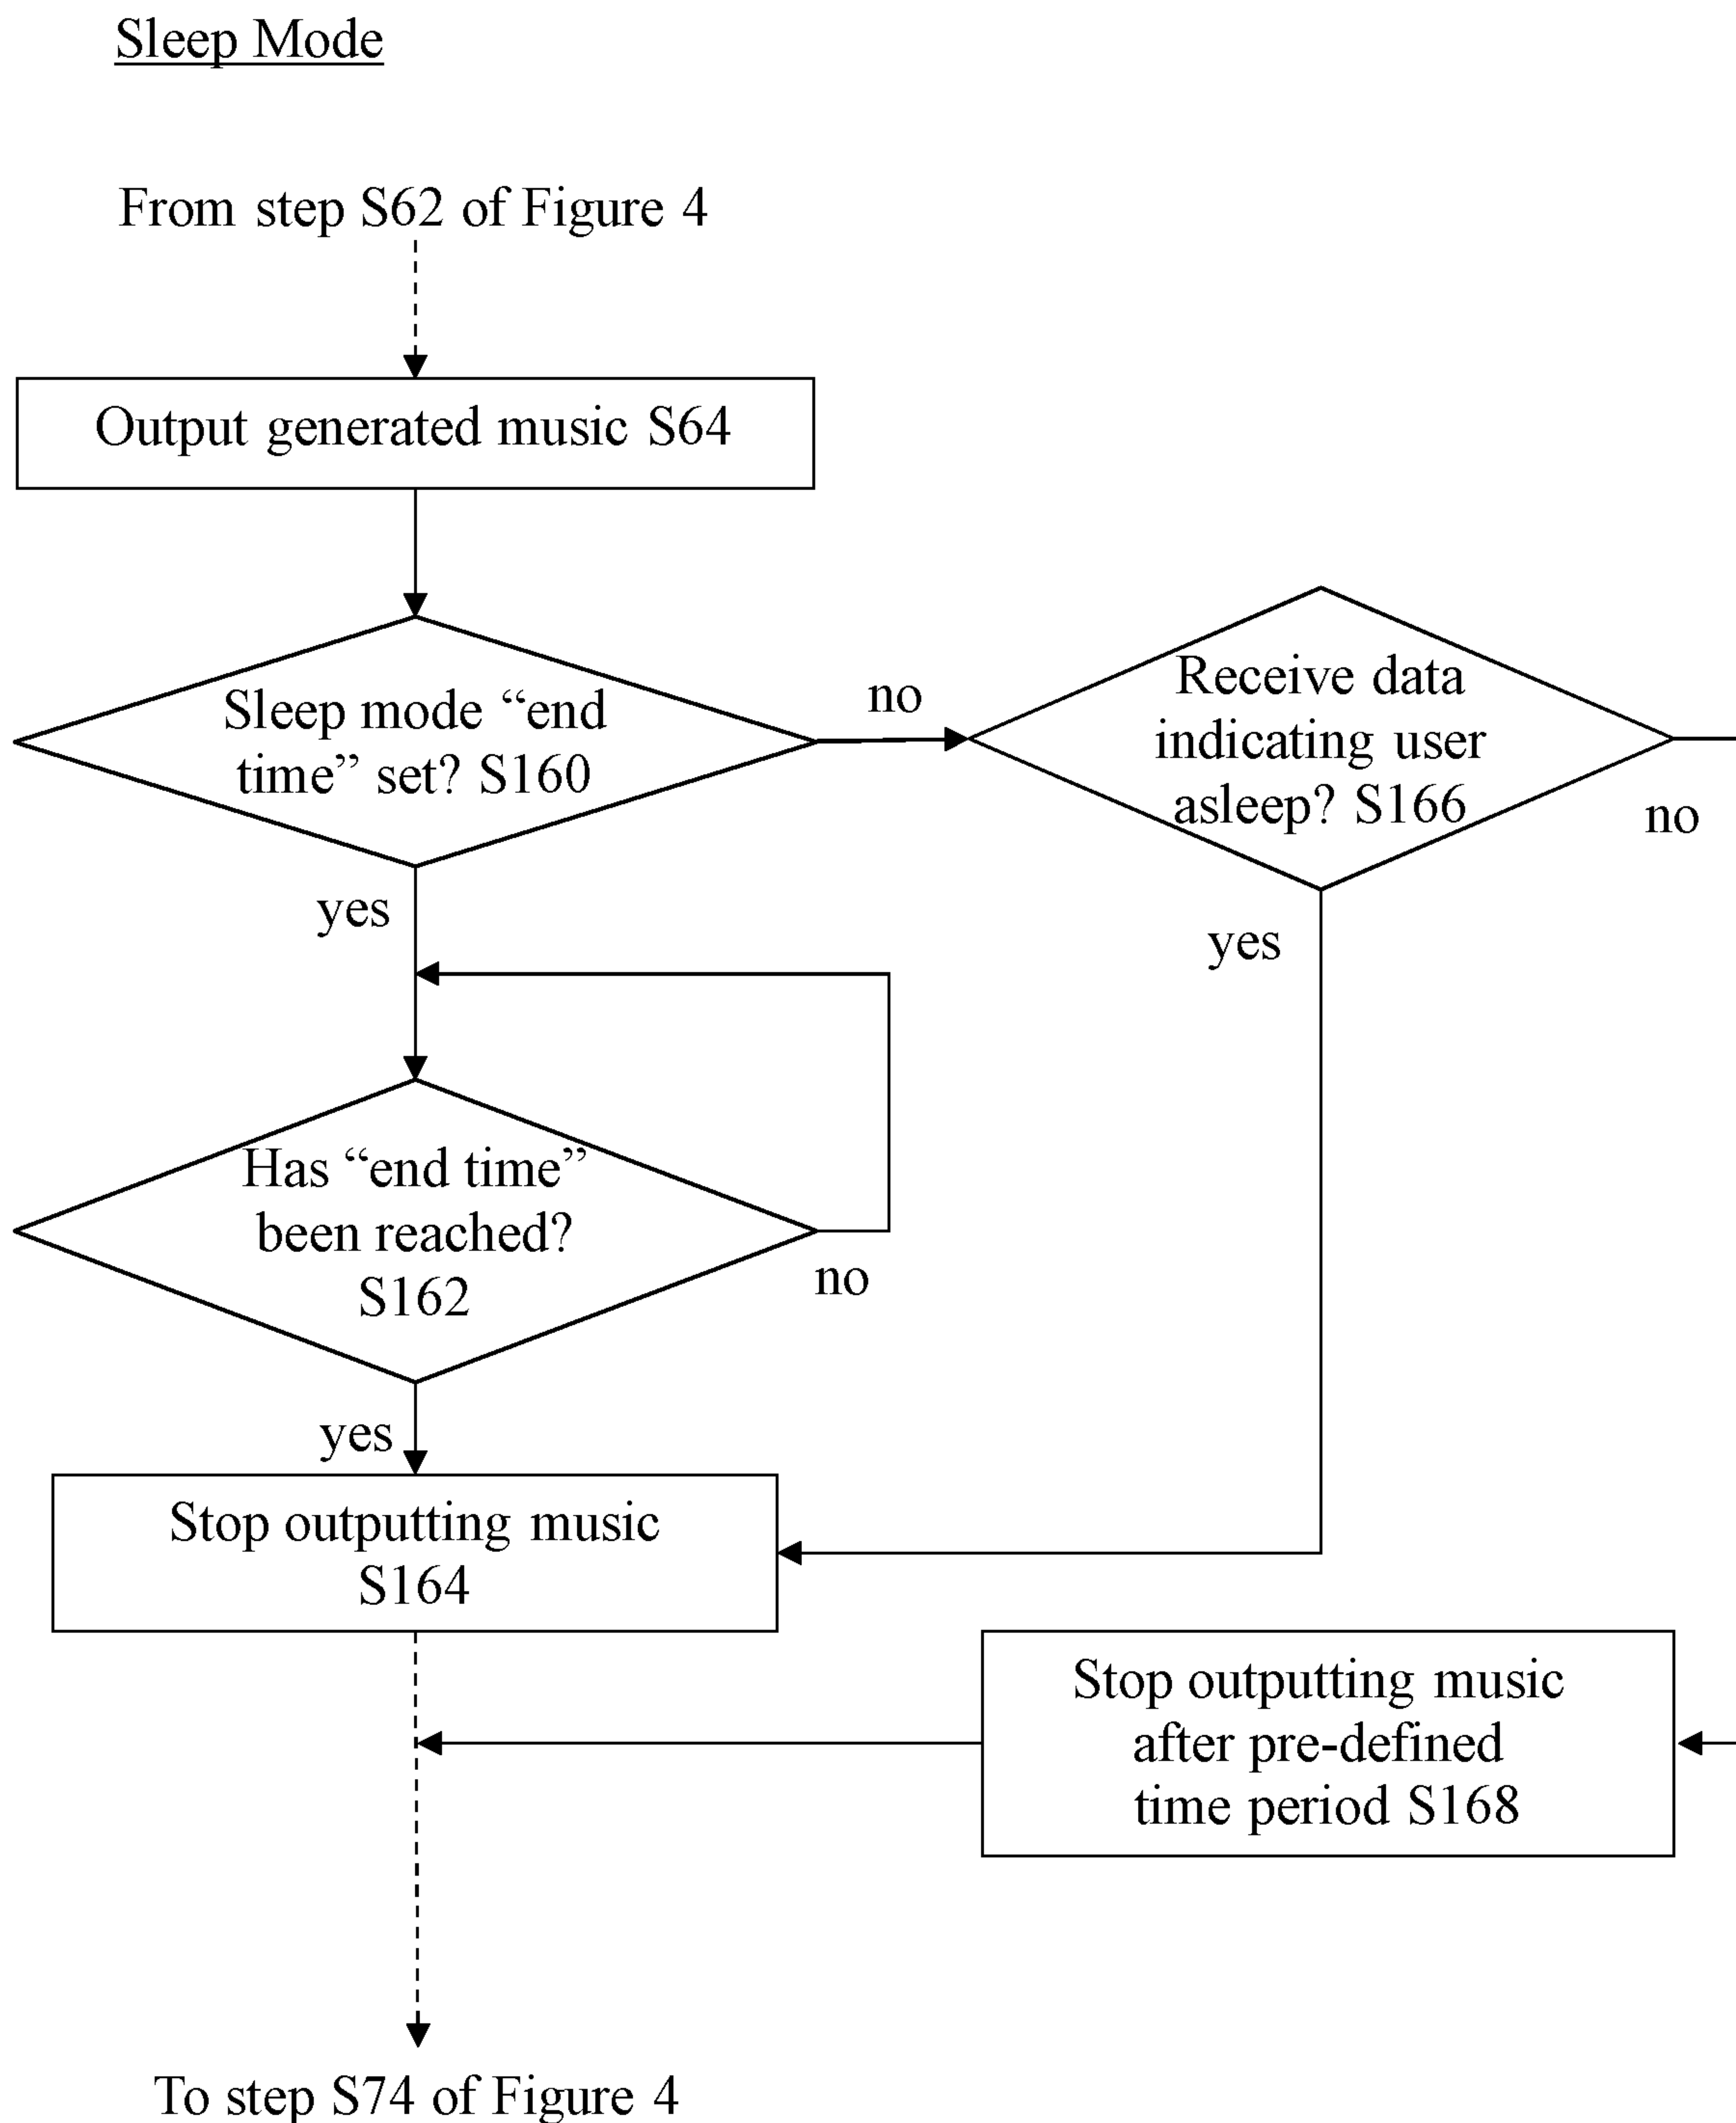 Sleep Mode
From step S62 of Figure 4
Output generated music S64
Sleep mode “end
time” set? S160
no
Receive data
indicating user
asleep? S166
no
yes
yes
Has “end time”
been reached?
S162
no
yes
Stop outputting music
S164
Stop outputting music
after pre-defined
time period S168
To step S74 of Figure 4